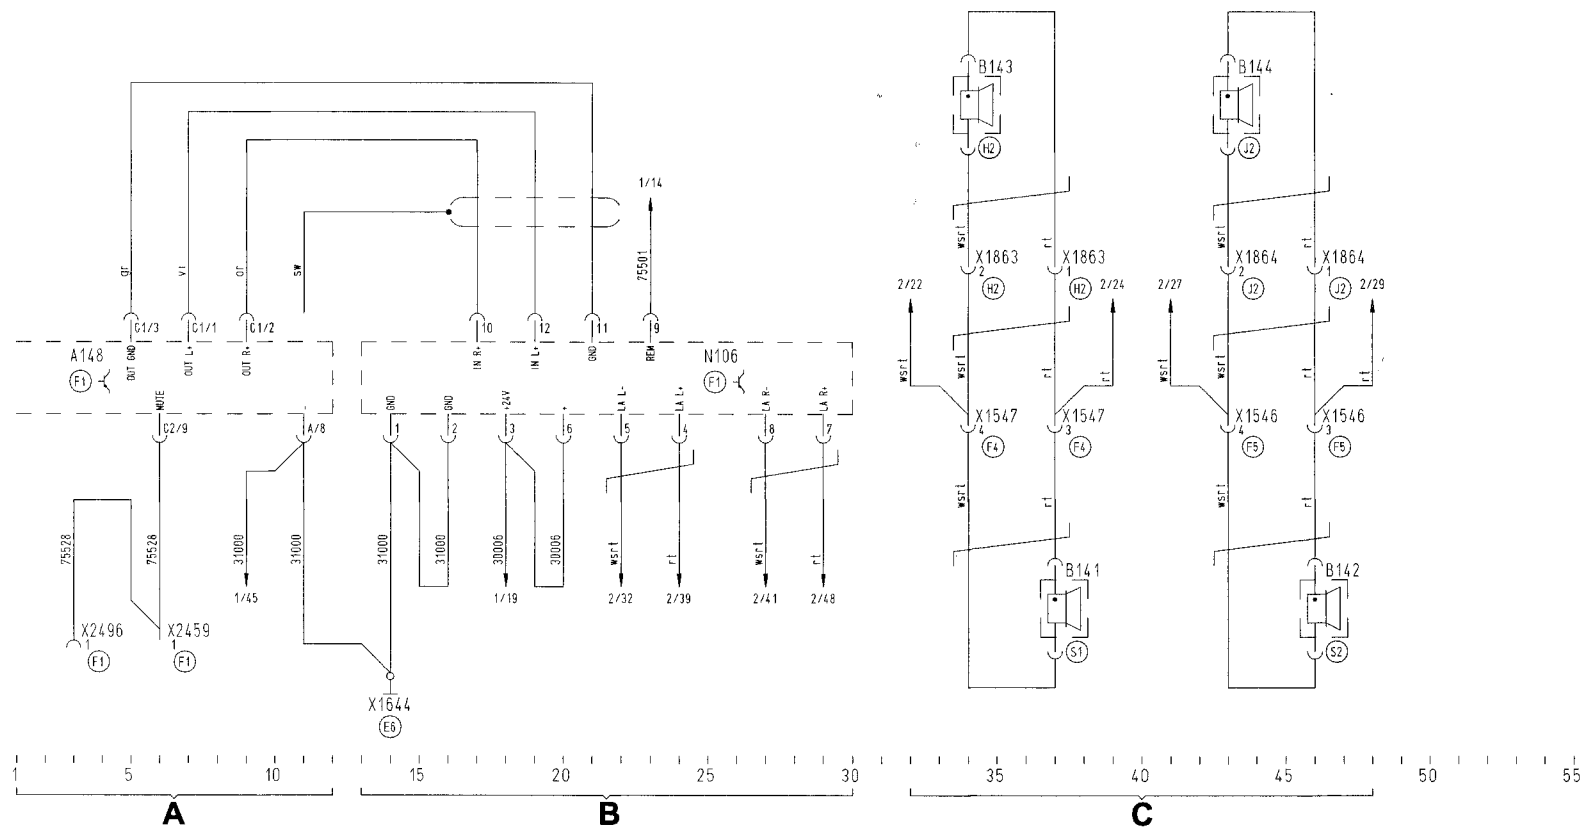 B143
B144
H2
J2
1/14
gr
vi
or
sw
75501
wsrt
rt
wsrt
rt
X1863
2
H2
X1863
1
H2
X1864
2
J2
X1864
1
J2
2/22
2/24
2/27
2/29
C1/3
C1/1
C1/2
10
12
11
9
A148
F1
OUT GND
OUT L+
OUT R+
IN R+
IN L+
GND
REM
N106
F1
wsrt
wsrt
rt
rt
wsrt
wsrt
rt
rt
MUTE
-
GND
GND
+24V
+
LA L-
LA L+
LA R-
LA R+
C2/9
A/8
1
2
3
6
5
4
8
7
X1547
4
F4
X1547
3
F4
X1546
4
F5
X1546
3
F5
wsrt
rt
wsrt
rt
75528
75528
31000
31000
31000
31000
30006
30006
wsrt
rt
wsrt
rt
1/45
1/19
2/32
2/39
2/41
2/48
B141
S1
B142
S2
X2496
1
F1
X2459
1
F1
X1644
E6
1 5 10 15 20 25 30 35 40 45 50 55
A B C